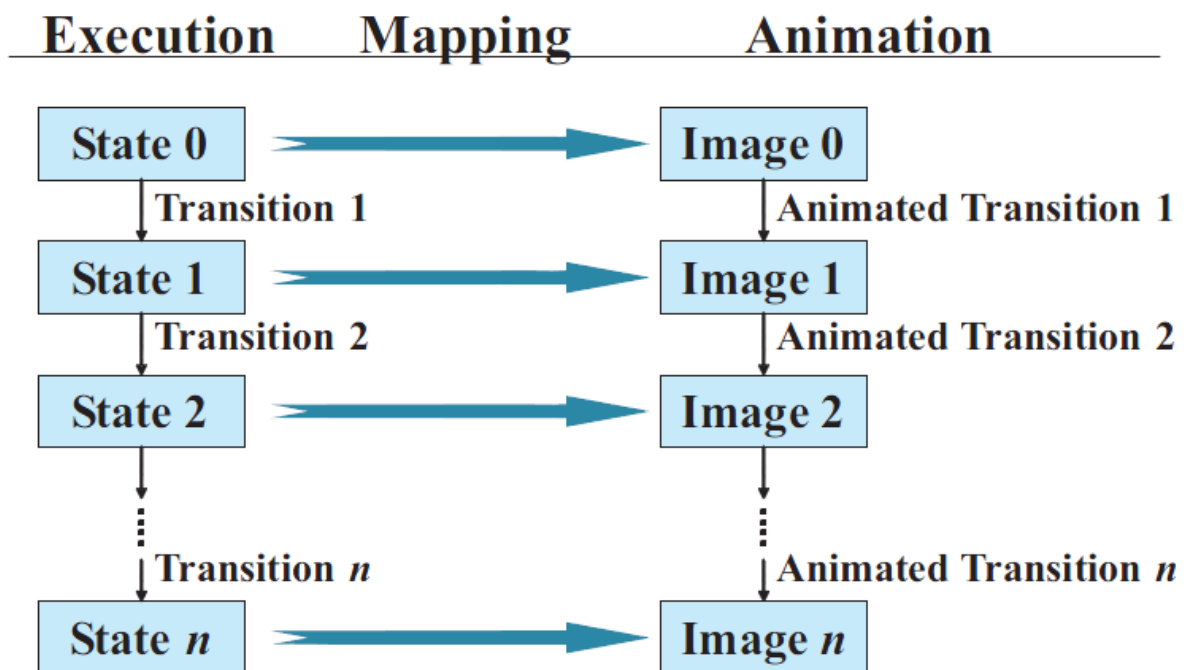 Execution Mapping Animation
State 0 Image 0
Transition 1 Animated Transition 1
State 1 Image 1
Transition 2 Animated Transition 2
State 2 Image 2
Transition n Animated Transition n
State n Image n